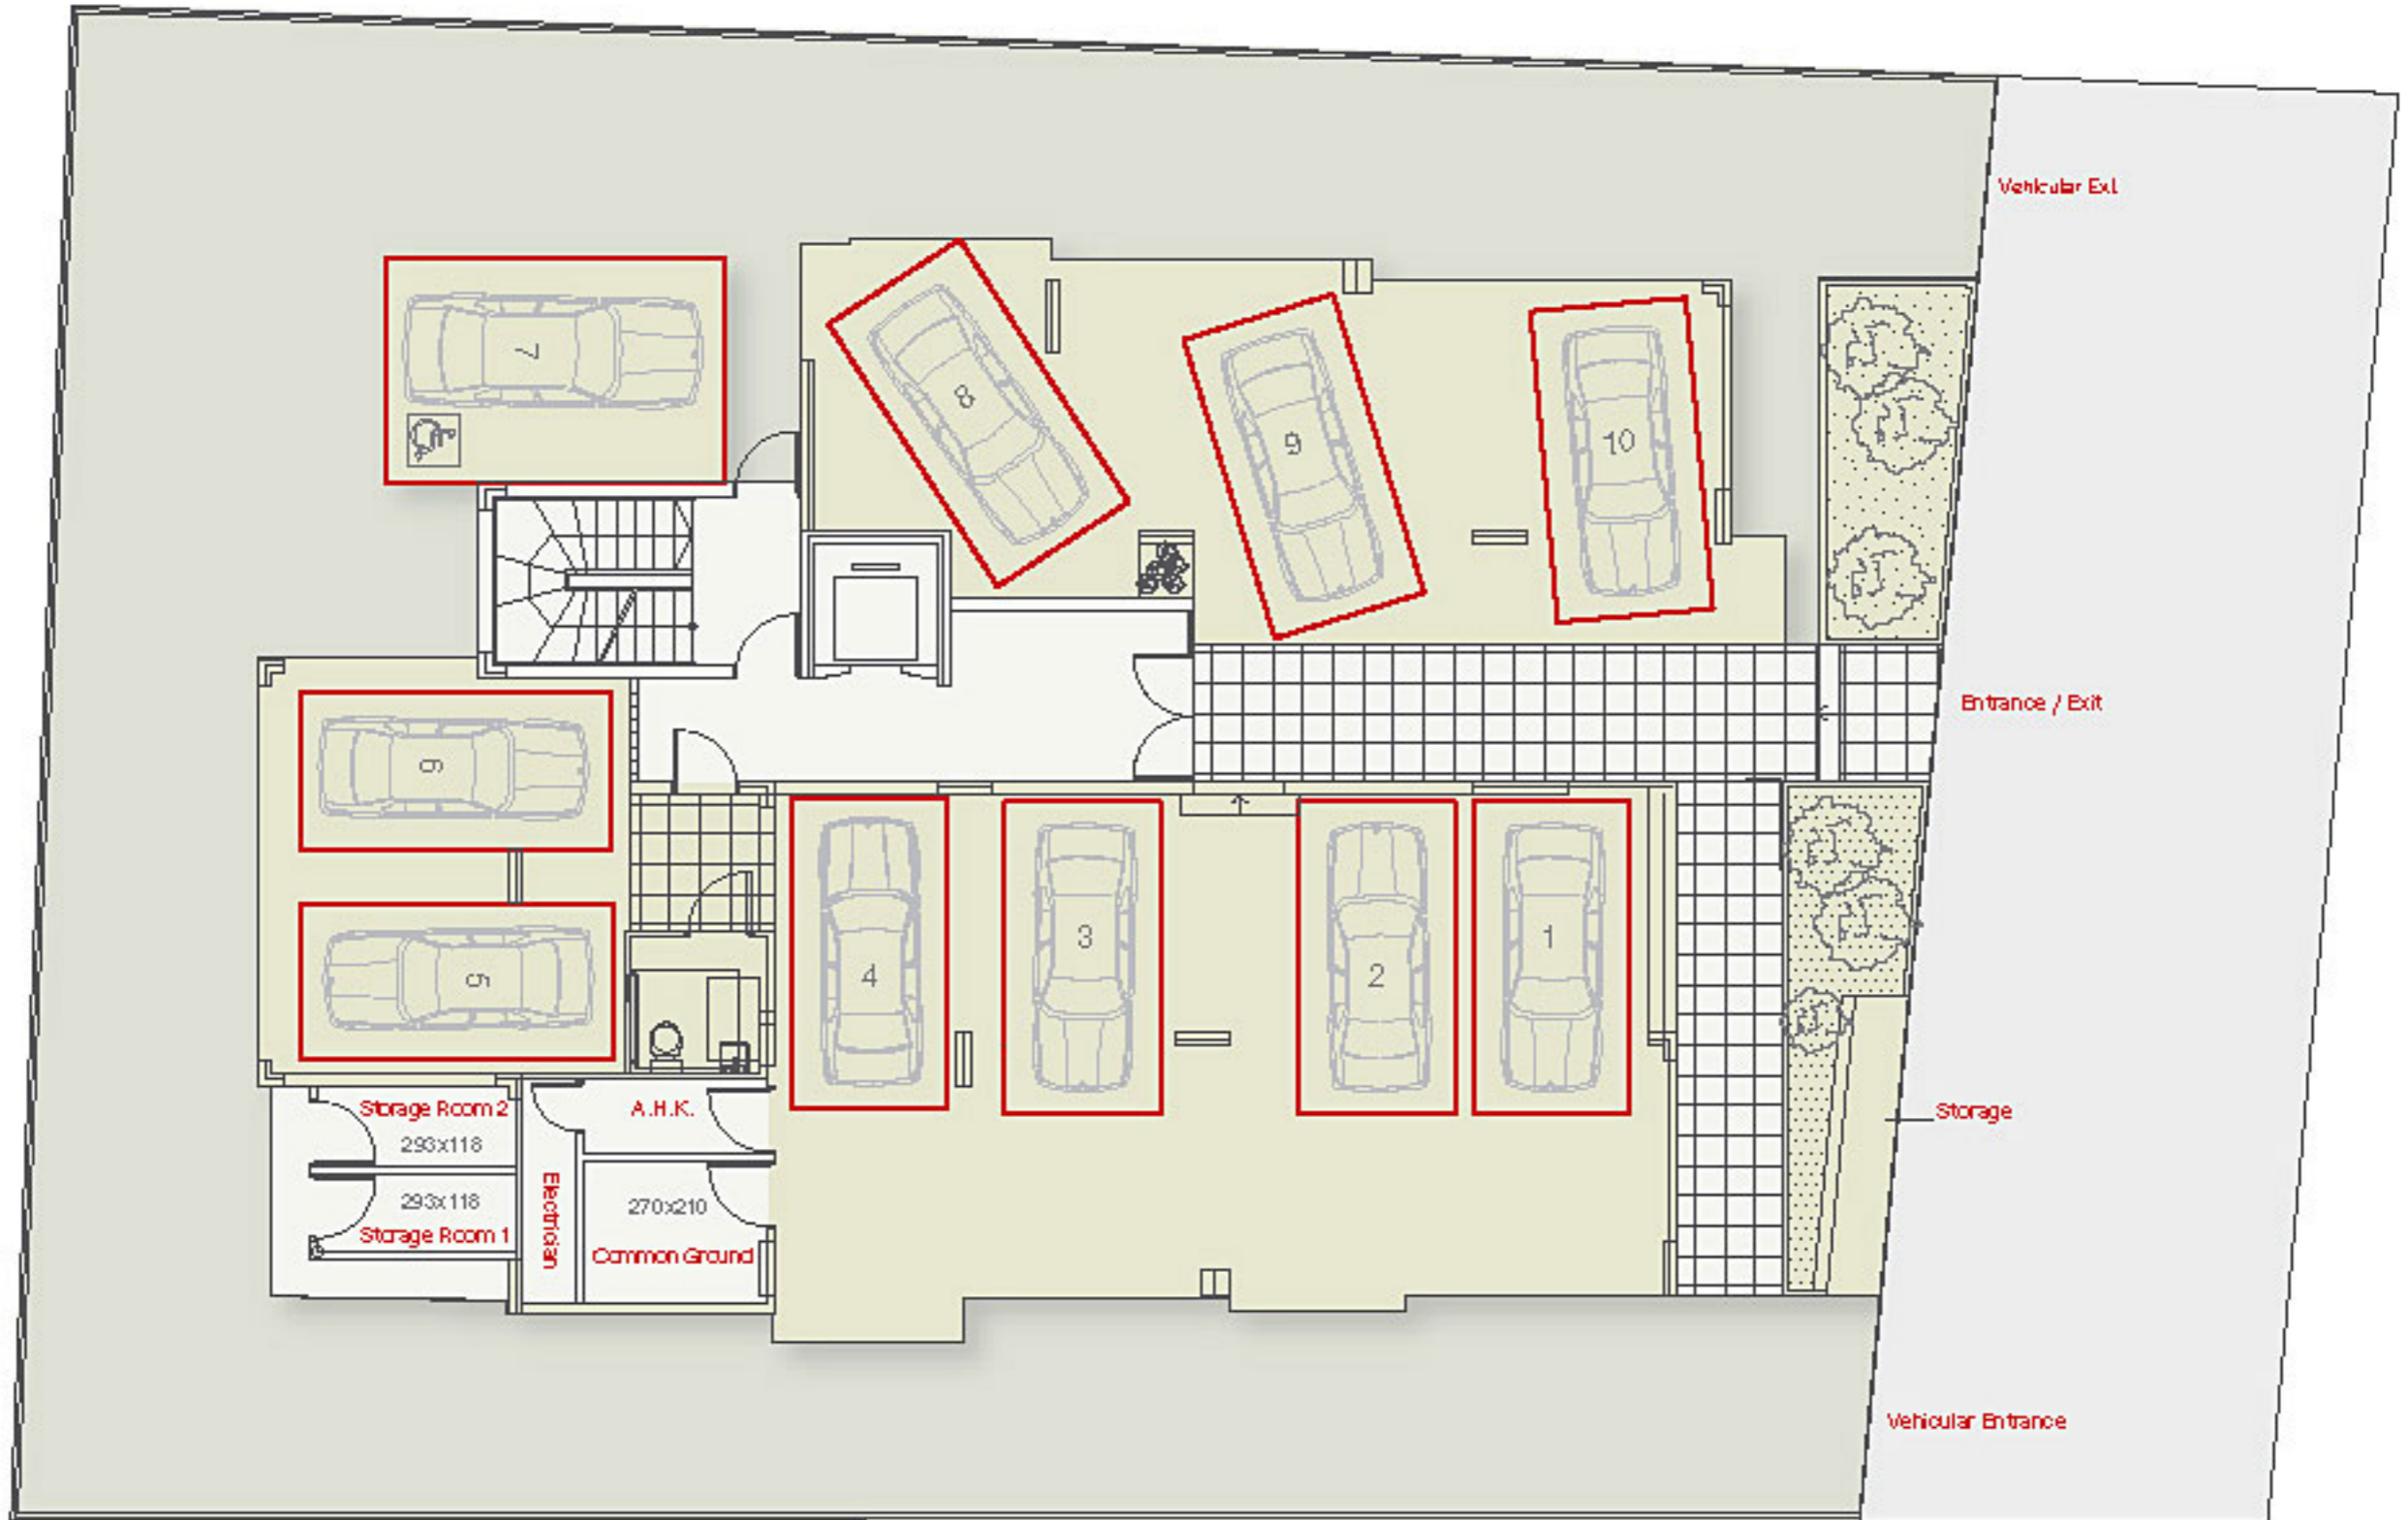 Vehicular Exi.
7
8
9
10
Entrance / Exit
6
5
4
3
2
1
Storage Room 2
293x118
293x118
Storage Room 1
A.H.K.
Electrician
270x210
Common Ground
Storage
Vehicular Entrance